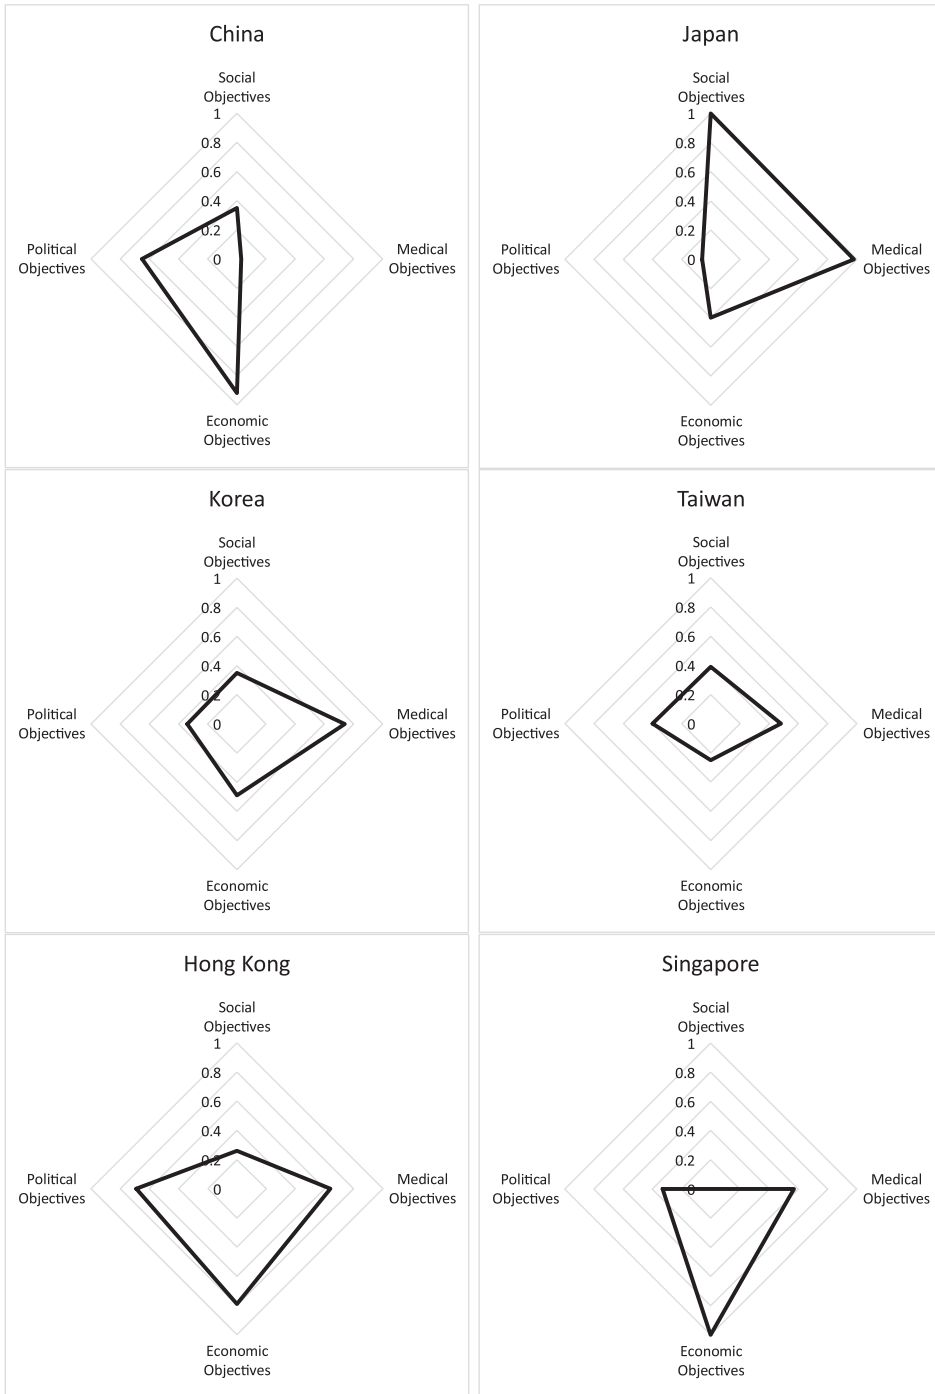 China
Social
Objectives
1
0.8
0.6
0.4
0.2
0
Political
Objectives
Medical
Objectives
Economic
Objectives
Japan
Social
Objectives
1
0.8
0.6
0.4
0.2
0
Political
Objectives
Medical
Objectives
Economic
Objectives
Korea
Social
Objectives
1
0.8
0.6
0.4
0.2
0
Political
Objectives
Medical
Objectives
Economic
Objectives
Taiwan
Social
Objectives
1
0.8
0.6
0.4
0.2
0
Political
Objectives
Medical
Objectives
Economic
Objectives
Hong Kong
Social
Objectives
1
0.8
0.6
0.4
0.2
0
Political
Objectives
Medical
Objectives
Economic
Objectives
Singapore
Social
Objectives
1
0.8
0.6
0.4
0.2
0
Political
Objectives
Medical
Objectives
Economic
Objectives